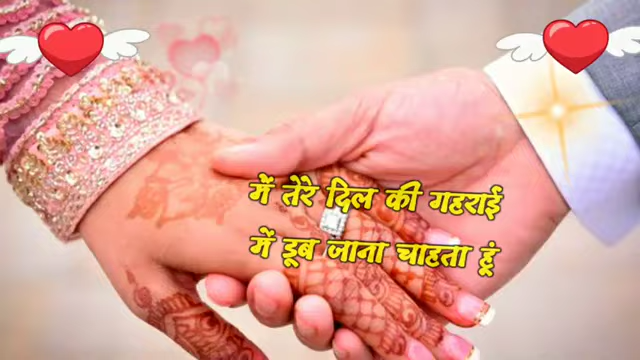 में तेरे दिल की गहराई
में डूब जाना चाहता हूं